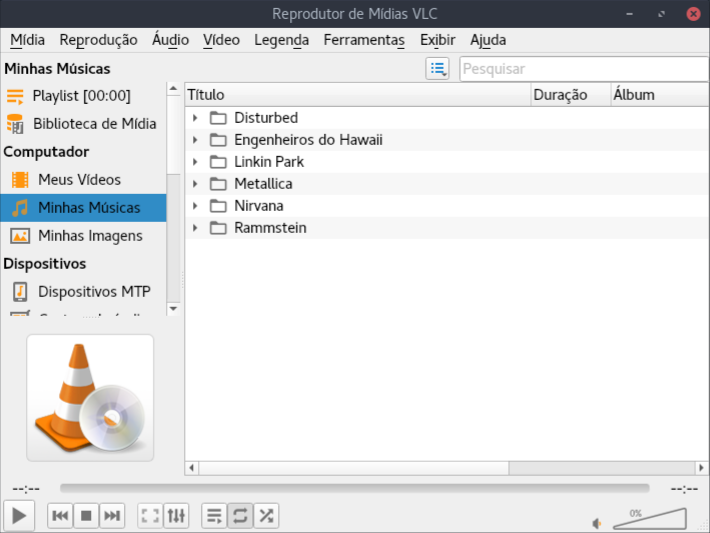 Reprodutor de Mídias VLC
Mídia Reprodução Áudio Vídeo Legenda Ferramentas Exibir Ajuda
Minhas Músicas
Pesquisar
Playlist [00:00]
Biblioteca de Mídia
Computador
Meus Vídeos
Minhas Músicas
Minhas Imagens
Dispositivos
Dispositivos MTP
Título Duração Álbum
Disturbed
Engenheiros do Hawaii
Linkin Park
Metallica
Nirvana
Rammstein
--:-- --:--
0%